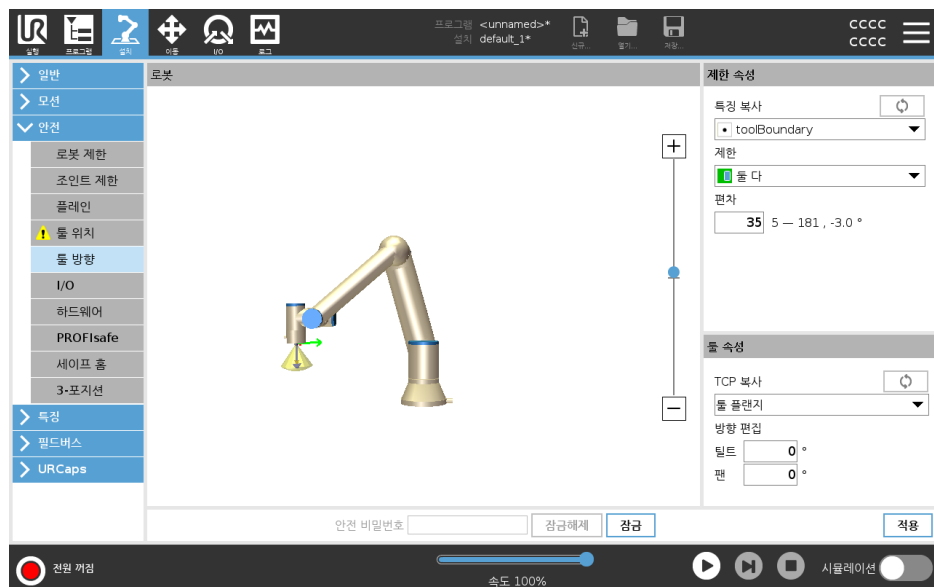 UR
실행
프로그램
설치
이동
I/O
로그
프로그램 <unnamed>*
설치 default_1*
신규...
열기...
저장...
CCCC
CCCC
일반
모션
안전
로봇 제한
조인트 제한
플레인
툴 위치
툴 방향
I/O
하드웨어
PROFIsafe
세이프 홈
3-포지션
특징
필드버스
URCaps
로봇
제한 속성
특징 복사
toolBoundary
제한
둘 다
편차
35 5 — 181 , -3.0 °
툴 속성
TCP 복사
툴 플랜지
방향 편집
틸트 0 °
팬 0 °
안전 비밀번호 잠금해제 잠금 적용
전원 꺼짐
속도 100%
시뮬레이션